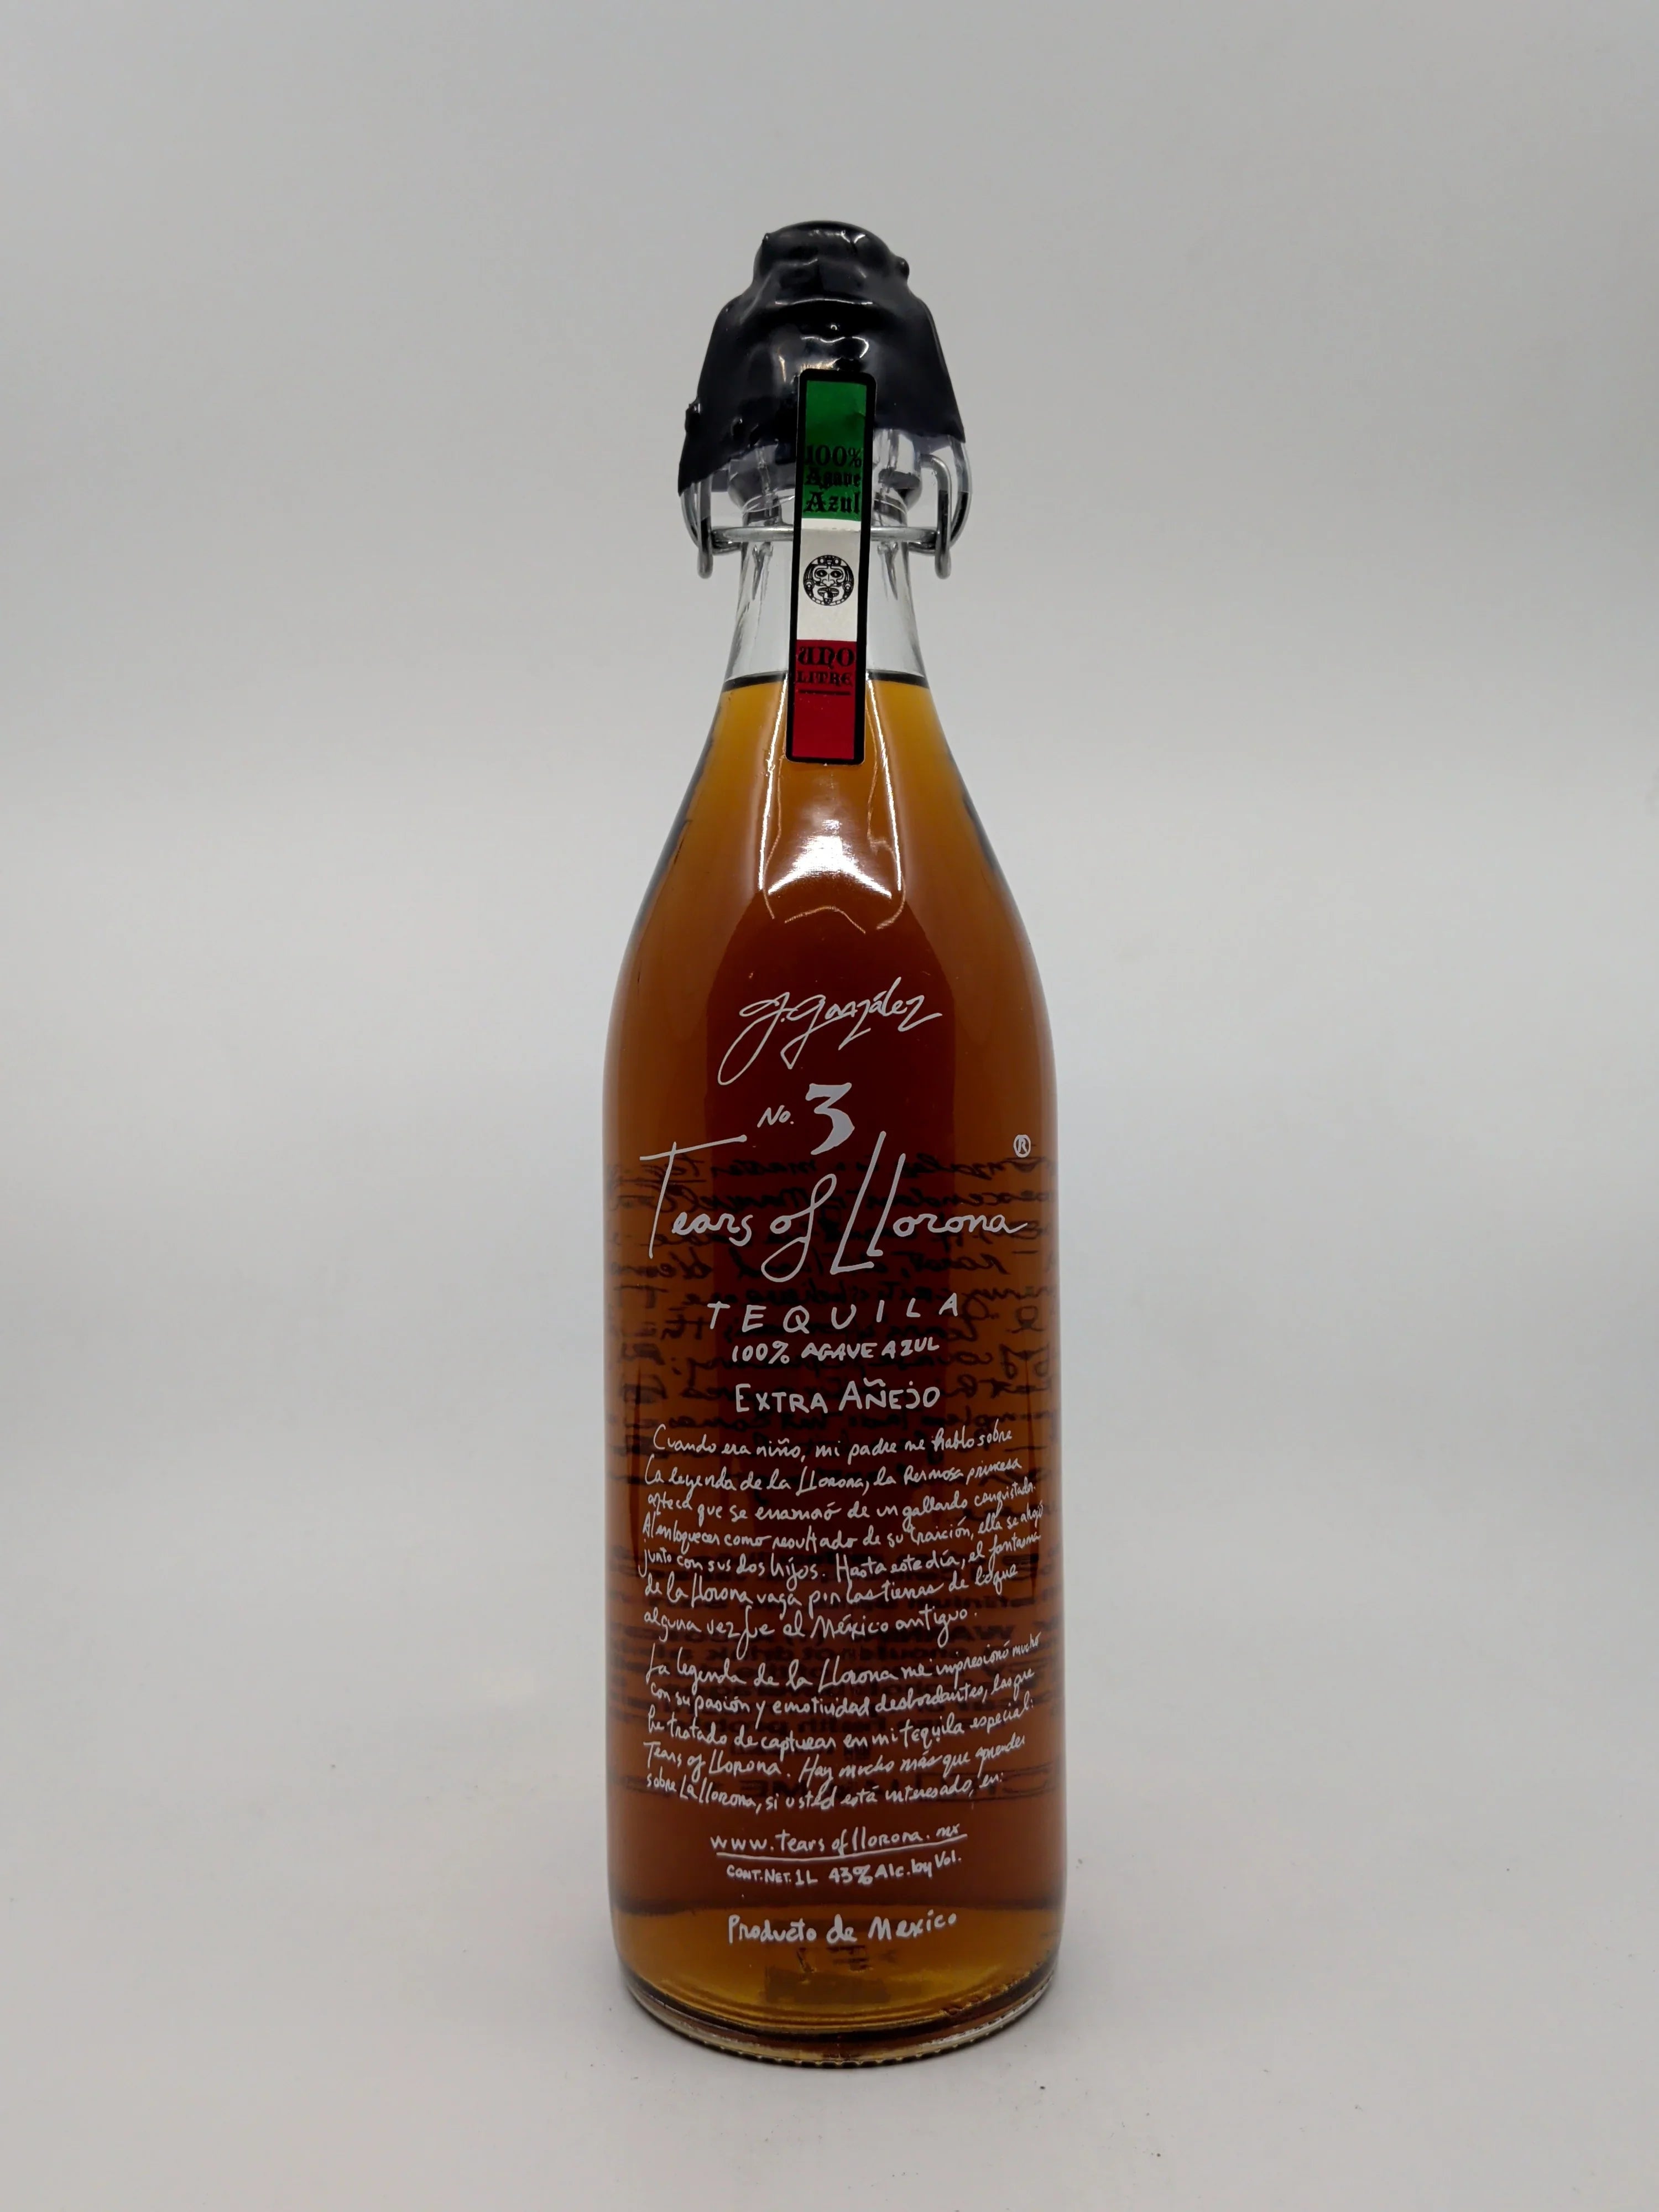 100%
Agave
Azul
UNO
LITRE
J. González
No. 3
Tears of Llorona
®
TEQUILA
100% AGAVE AZUL
EXTRA AÑEJO
Cuando era niño, mi padre me hablo sobre
La leyenda de la Llorona, la hermosa princesa
azteca que se enamoró de un gallardo conquistador.
Al enloquecer como resultado de su traición, ella se ahogó
junto con sus dos hijos. Hasta este día, el fantasma
de la Llorona vaga por las tierras de lo que
alguna vez fue el México antiguo.
La leyenda de la Llorona me impresionó mucho
con su pasión y emotividad desbordantes, las que
he tratado de capturar en mi tequila especial:
Tears of Llorona. Hay mucho más que aprender
sobre La Llorona, si usted está interesado, en:
www.tearsofllorona.mx
CONT. NET. 1L 43% Alc. by Vol.
Producto de Mexico